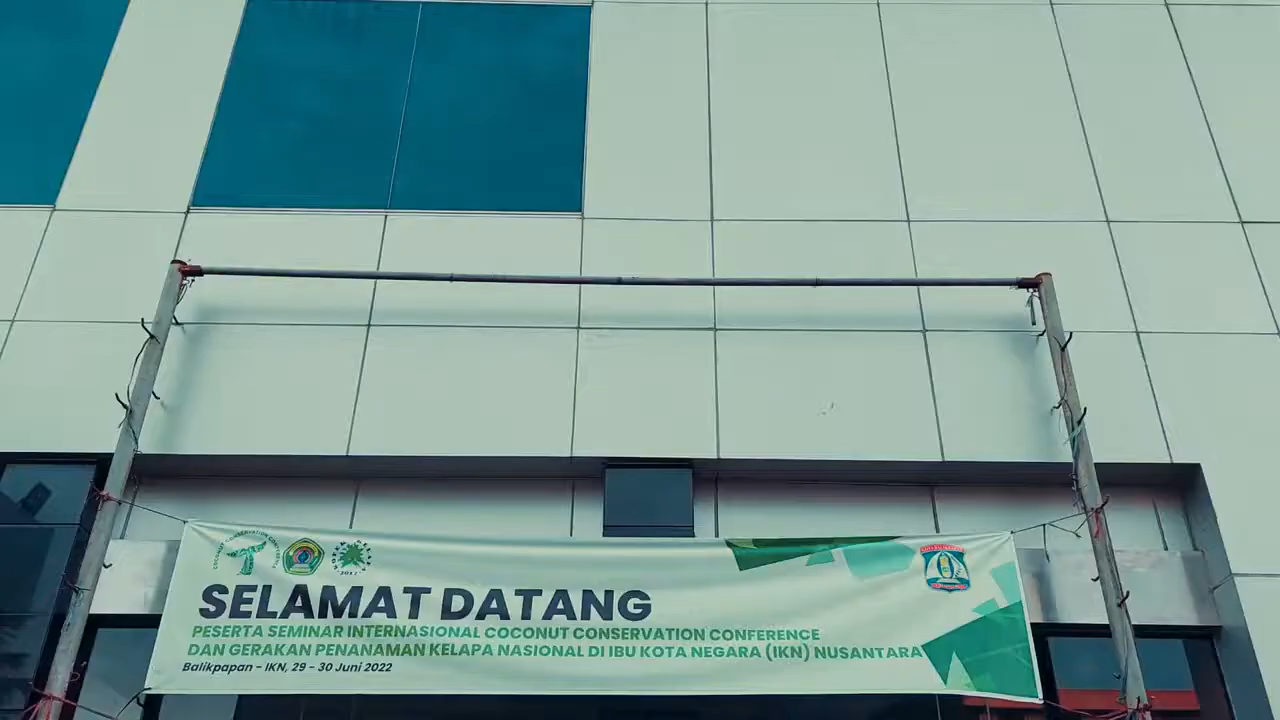 SELAMAT DATANG
PESERTA SEMINAR INTERNASIONAL COCONUT CONSERVATION CONFERENCE
DAN GERAKAN PENANAMAN KELAPA NASIONAL DI IBU KOTA NEGARA (IKN) NUSANTARA
Balikpapan - IKN, 29 - 30 Juni 2022